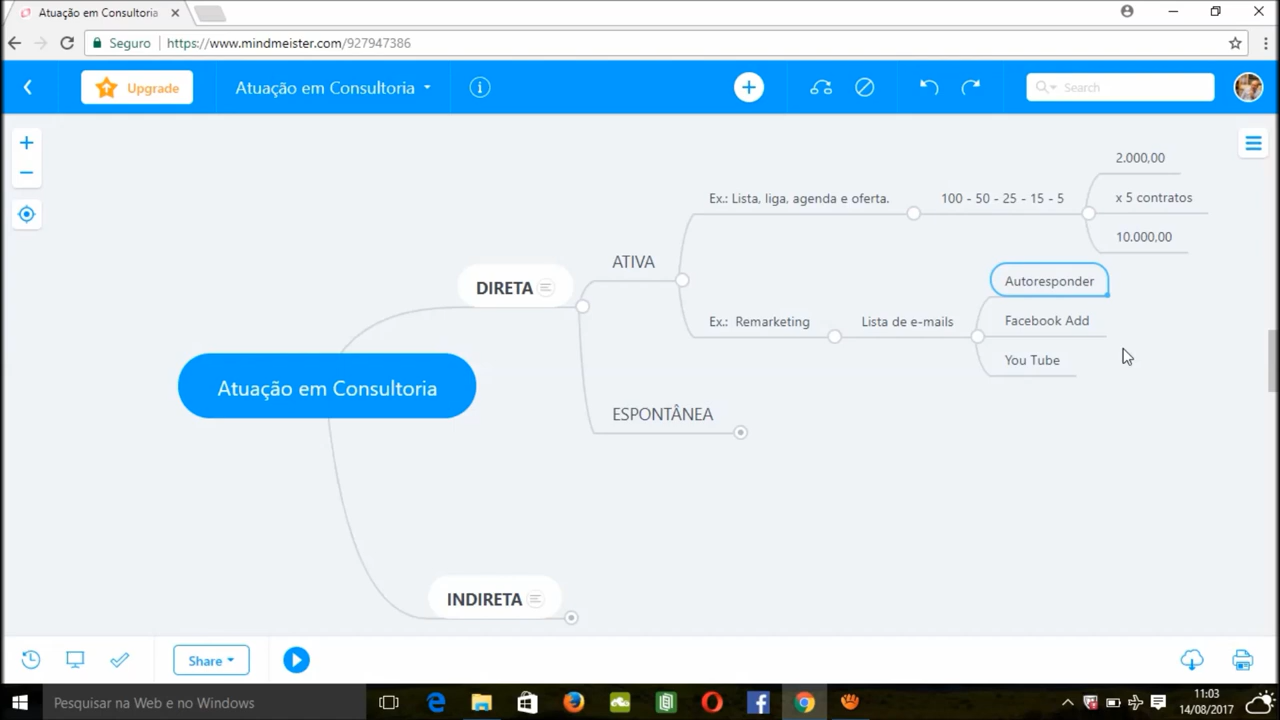 Atuação em Consultoria
Seguro
https://www.mindmeister.com/927947386
Upgrade
Atuação em Consultoria
Search
2.000,00
Ex.: Lista, liga, agenda e oferta.
100 - 50 - 25 - 15 - 5
x 5 contratos
10.000,00
ATIVA
DIRETA
Autoresponder
Ex.: Remarketing
Lista de e-mails
Facebook Add
You Tube
Atuação em Consultoria
ESPONTÂNEA
INDIRETA
Share
Pesquisar na Web e no Windows
11:03
14/08/2017